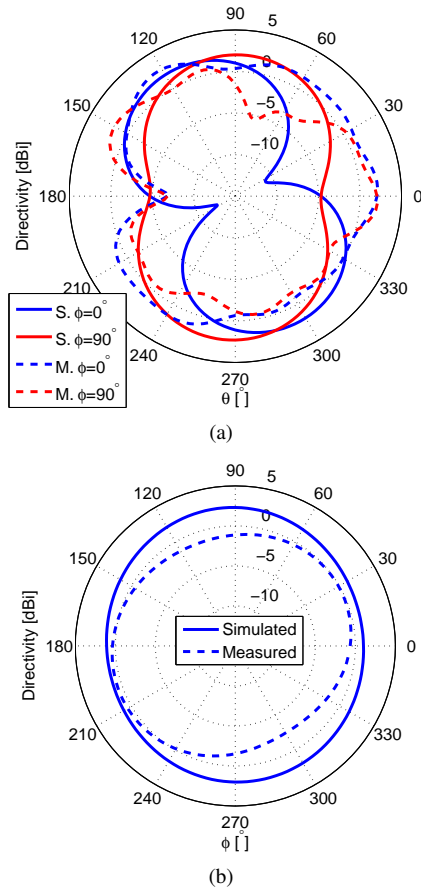 90
5
120
60
0
150
30
−5
−10
Directivity [dBi]
180
0
210
330
S. ϕ=0°
S. ϕ=90°
M. ϕ=0°
M. ϕ=90°
240
300
270
θ [°]
(a)
90
5
120
60
0
150
30
−5
−10
Directivity [dBi]
Simulated
Measured
180
0
210
330
240
300
270
ϕ [°]
(b)